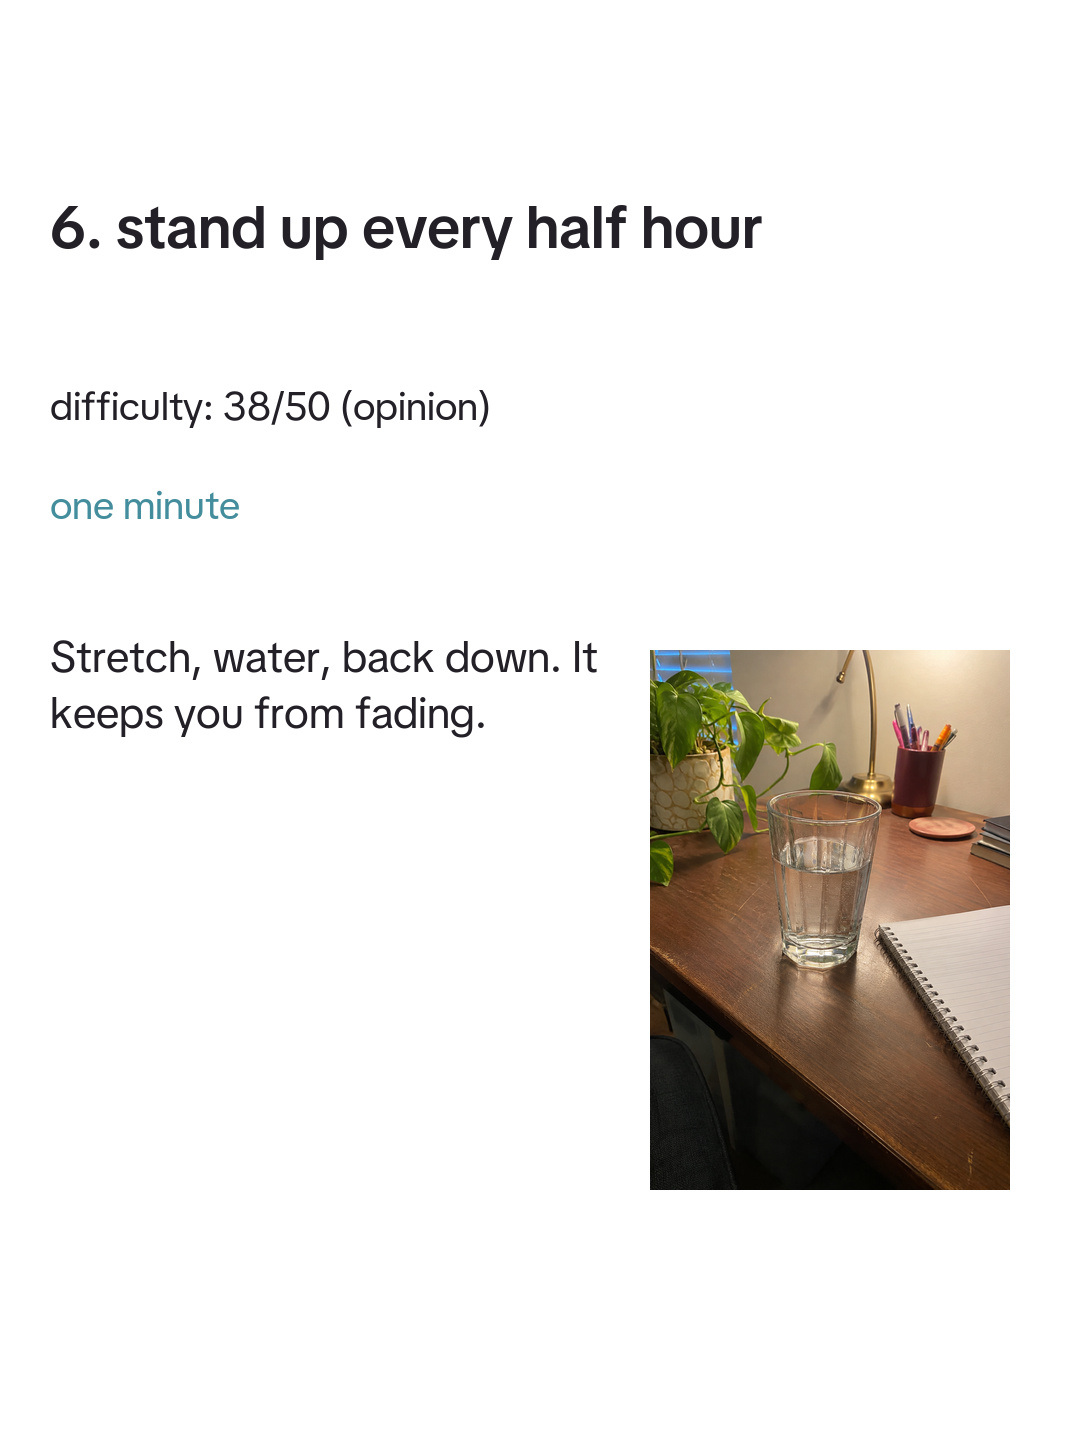 6. stand up every half hour
difficulty: 38/50 (opinion)
one minute
Stretch, water, back down. It
keeps you from fading.